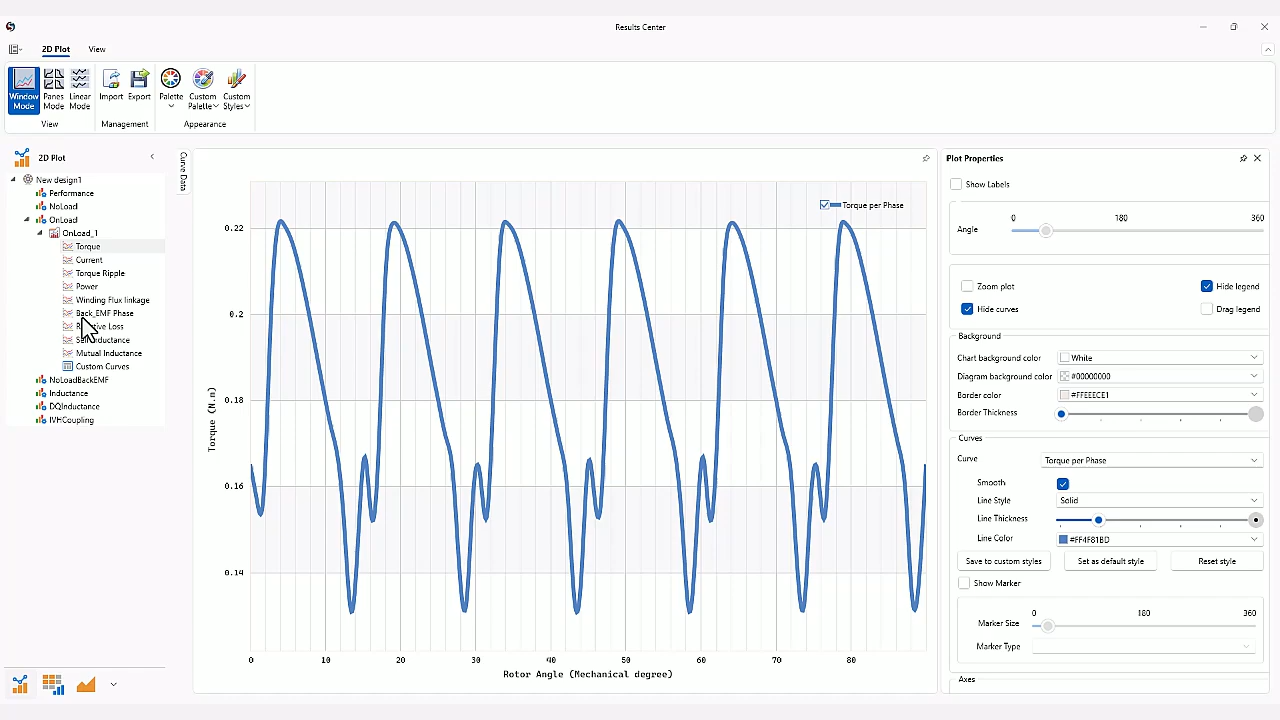 Results Center
2D Plot
View
Window Mode
Panes Mode
Linear Mode
Import
Export
Palette
Custom Palette
Custom Styles
View
Management
Appearance
2D Plot
New design1
Performance
NoLoad
OnLoad
OnLoad_1
Torque
Current
Torque Ripple
Power
Winding Flux linkage
Back_EMF Phase
Loss
Mutual Inductance
Custom Curves
NoLoadBackEMF
Inductance
DQInductance
IVHCoupling
Curve Data
Torque per Phase
0.22
0.2
0.18
0.16
0.14
Torque (N.m)
0 10 20 30 40 50 60 70 80
Rotor Angle (Mechanical degree)
Plot Properties
Show Labels
0 180 360
Angle
Zoom plot
Hide legend
Hide curves
Drag legend
Background
Chart background color White
Diagram background color #00000000
Border color #FFEEECE1
Border Thickness
Curves
Curve Torque per Phase
Smooth
Line Style Solid
Line Thickness
Line Color #FF4F81BD
Save to custom styles
Set as default style
Reset style
Show Marker
0 180 360
Marker Size
Marker Type
Axes